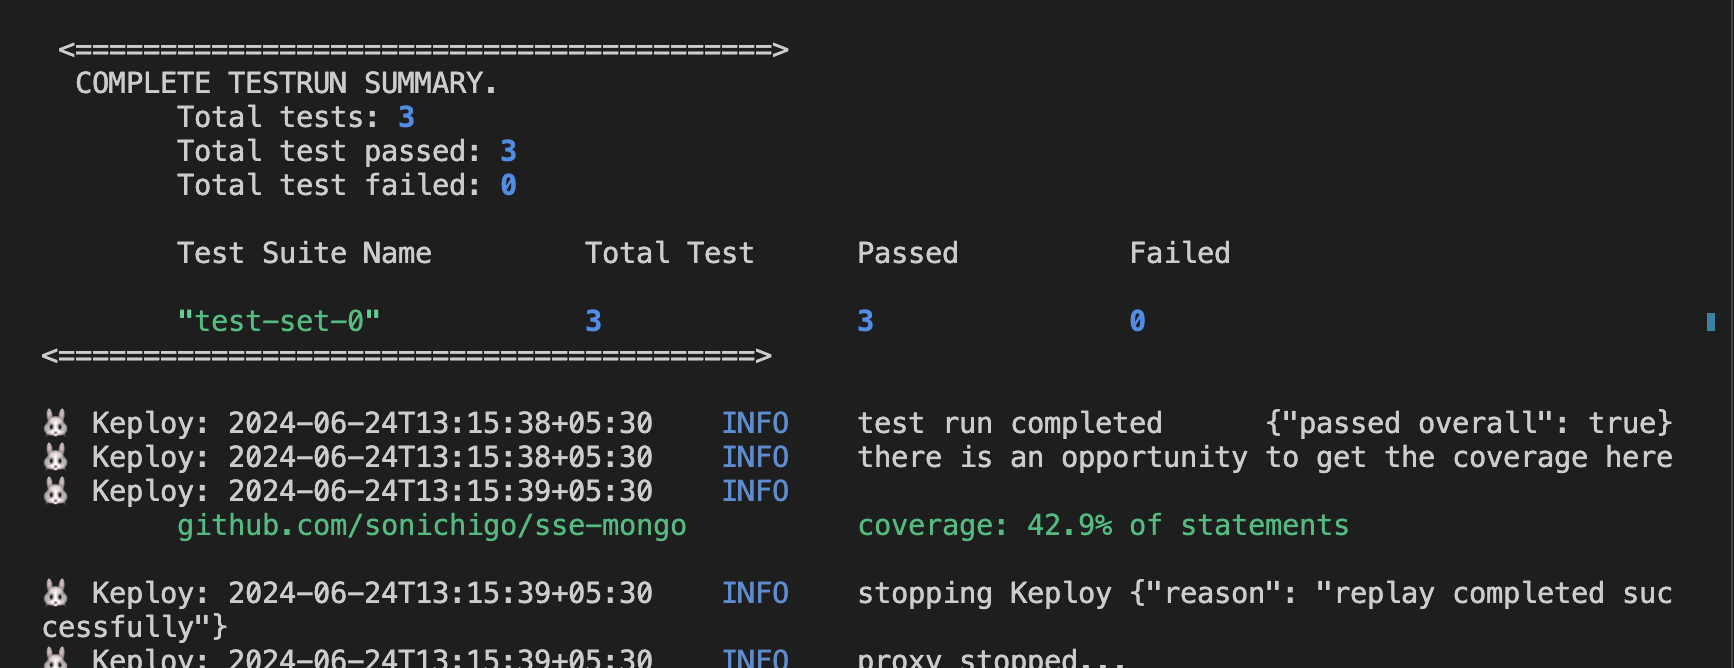 <=========================================>
COMPLETE TESTRUN SUMMARY.
Total tests: 3
Total test passed: 3
Total test failed: 0
Test Suite Name Total Test Passed Failed
"test-set-0" 3 3 0
<=========================================>
🐰 Keploy: 2024-06-24T13:15:38+05:30 INFO test run completed {"passed overall": true}
🐰 Keploy: 2024-06-24T13:15:38+05:30 INFO there is an opportunity to get the coverage here
🐰 Keploy: 2024-06-24T13:15:39+05:30 INFO
github.com/sonichigo/sse-mongo coverage: 42.9% of statements
🐰 Keploy: 2024-06-24T13:15:39+05:30 INFO stopping Keploy {"reason": "replay completed suc
cessfully"}
🐰 Keploy: 2024-06-24T13:15:39+05:30 INFO proxy stopped...